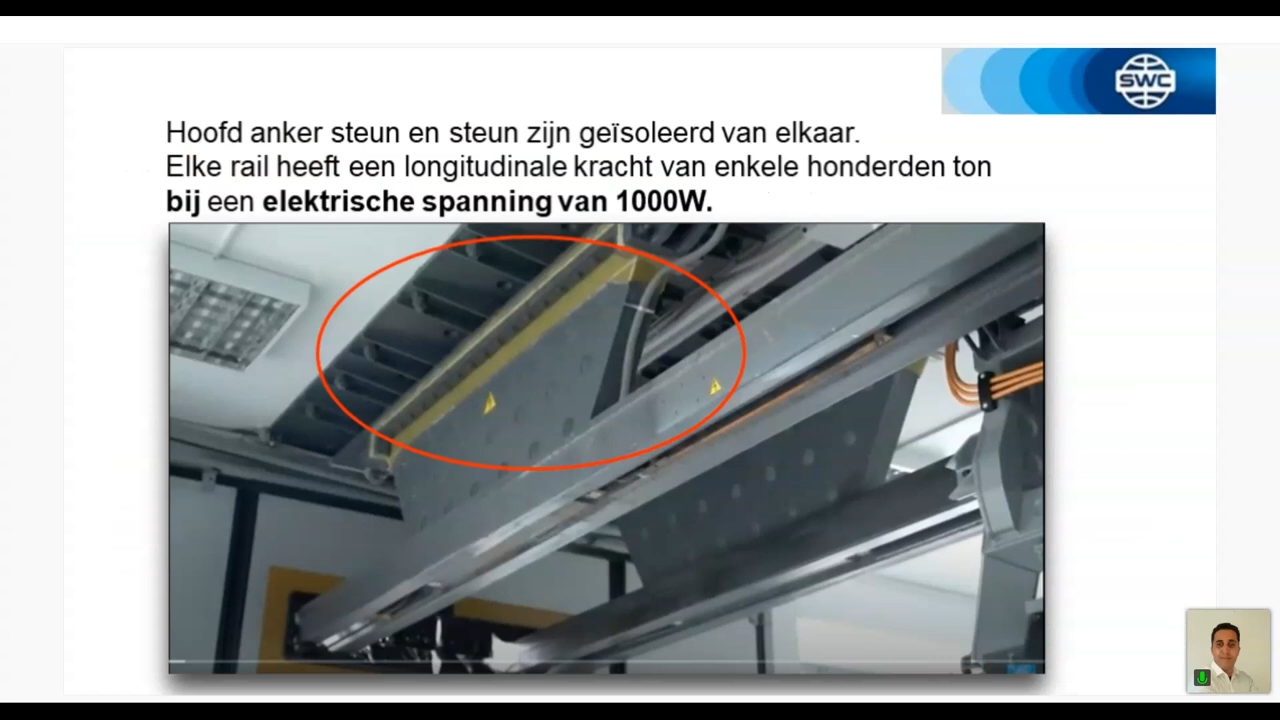 SWC
Hoofd anker steun en steun zijn geïsoleerd van elkaar.
Elke rail heeft een longitudinale kracht van enkele honderden ton
bij een elektrische spanning van 1000W.